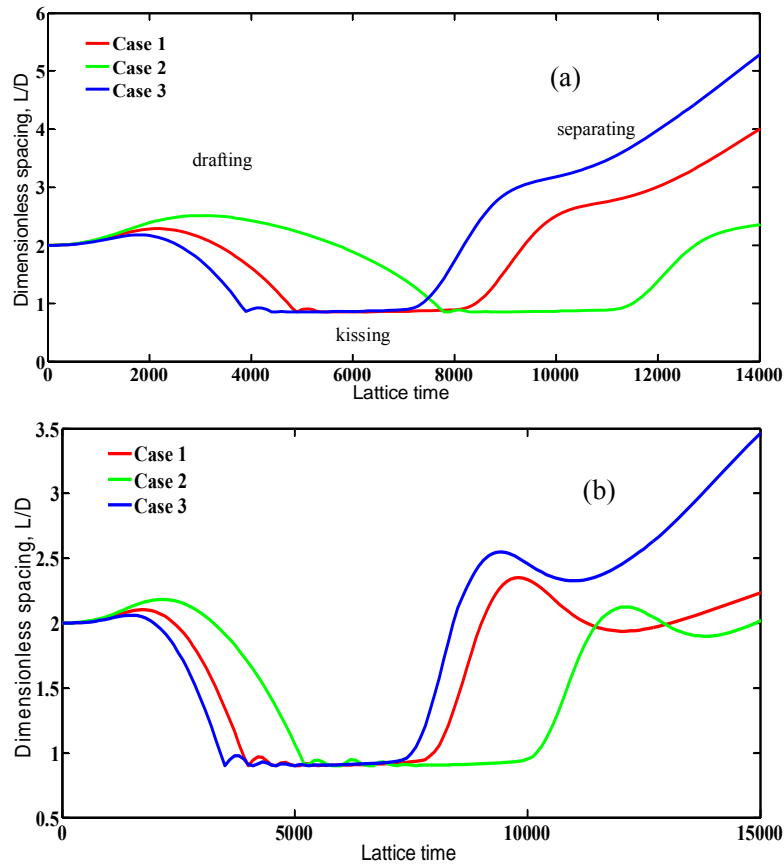 6
5
4
3
2
1
0
Dimensionless spacing, L/D
Case 1
Case 2
Case 3
(a)
drafting
separating
kissing
0 2000 4000 6000 8000 10000 12000 14000
Lattice time
3.5
3
2.5
2
1.5
1
0.5
Dimensionless spacing, L/D
Case 1
Case 2
Case 3
(b)
0 5000 10000 15000
Lattice time